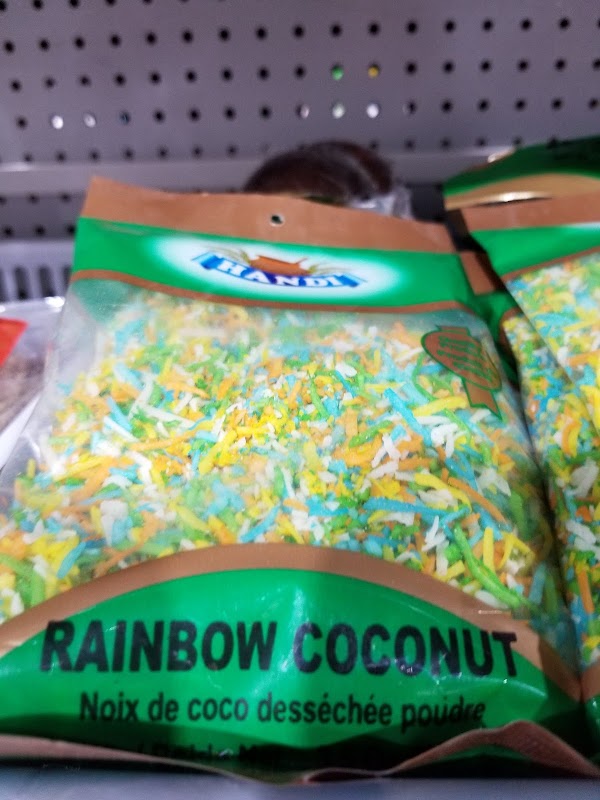 HANDI
RAINBOW COCONUT
Noix de coco desséchée poudre